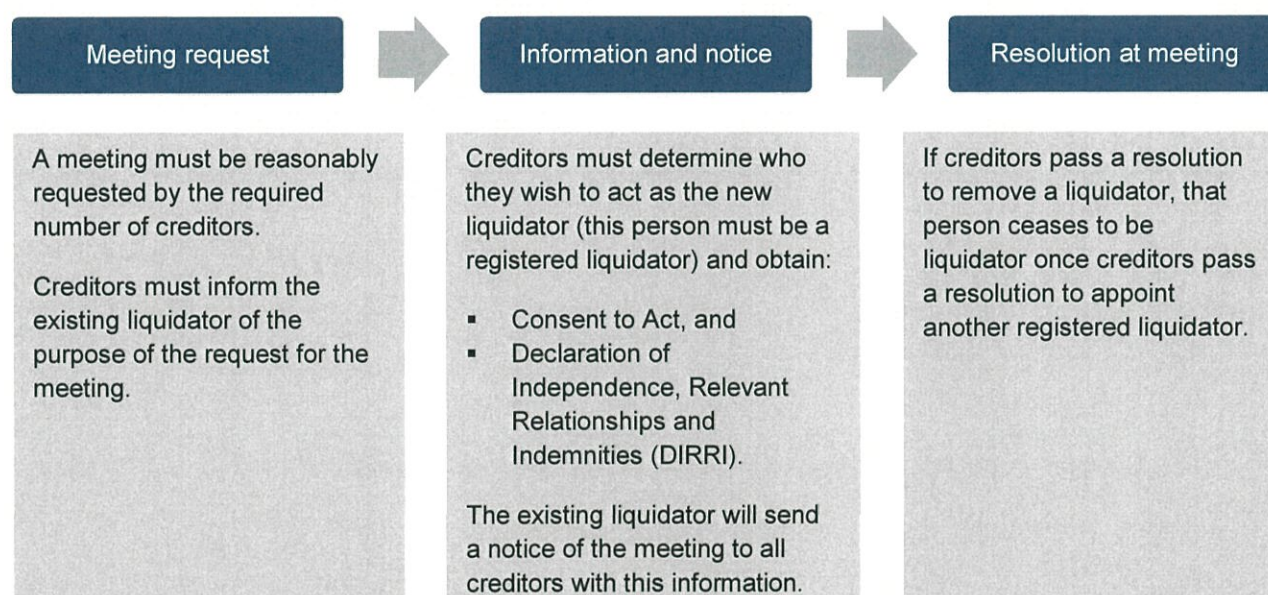 Meeting request
Information and notice
Resolution at meeting
A meeting must be reasonably
requested by the required
number of creditors.
Creditors must inform the
existing liquidator of the
purpose of the request for the
meeting.
Creditors must determine who
they wish to act as the new
liquidator (this person must be a
registered liquidator) and obtain:
▪ Consent to Act, and
▪ Declaration of
Independence, Relevant
Relationships and
Indemnities (DIRRI).
The existing liquidator will send
a notice of the meeting to all
creditors with this information.
If creditors pass a resolution
to remove a liquidator, that
person ceases to be
liquidator once creditors pass
a resolution to appoint
another registered liquidator.